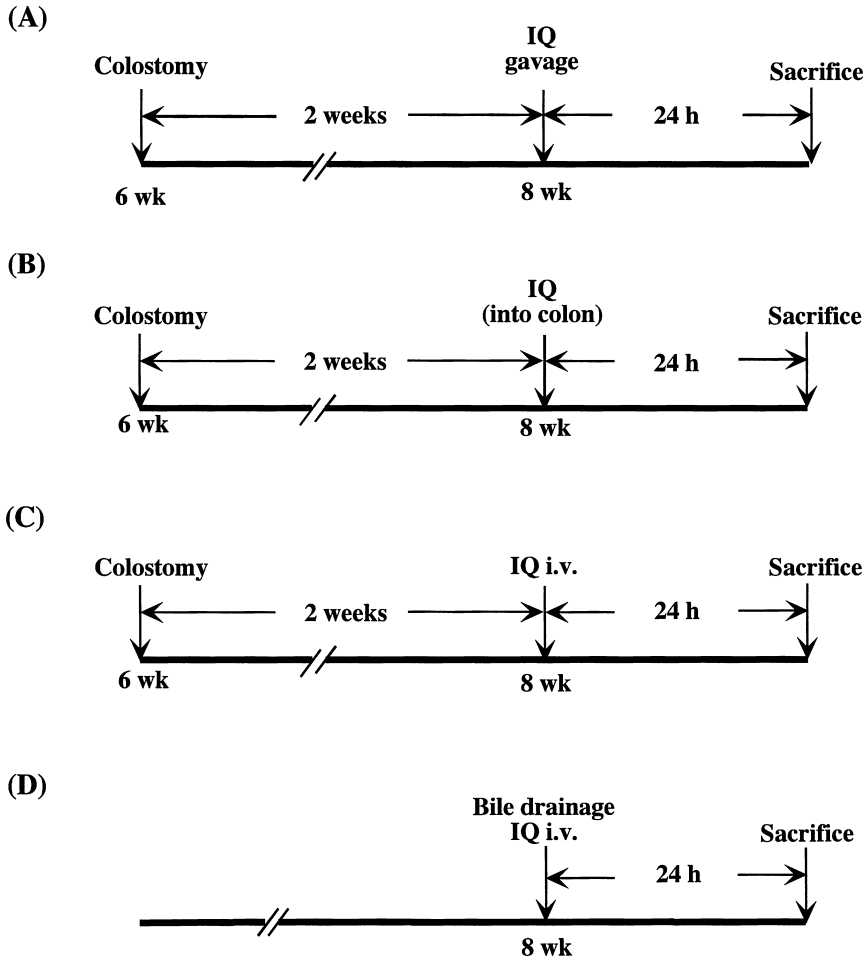 (A)
IQ
gavage
Colostomy
Sacrifice
2 weeks
24 h
6 wk
8 wk
(B)
IQ
(into colon)
Colostomy
Sacrifice
2 weeks
24 h
6 wk
8 wk
(C)
Colostomy
IQ i.v.
Sacrifice
2 weeks
24 h
6 wk
8 wk
(D)
Bile drainage
IQ i.v.
Sacrifice
24 h
8 wk